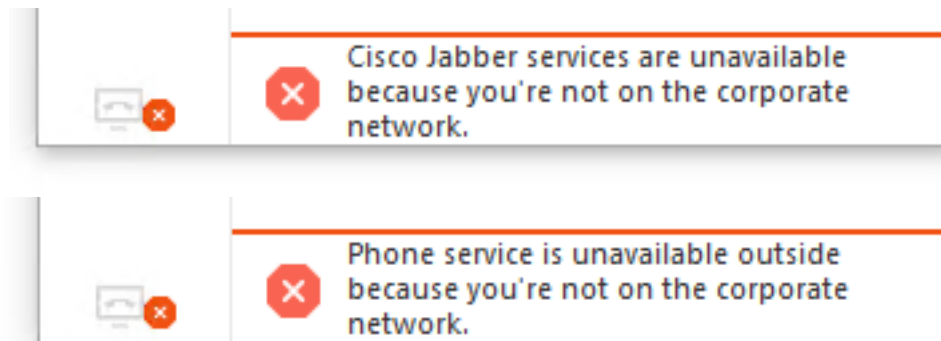 Cisco Jabber services are unavailable
because you're not on the corporate
network.
Phone service is unavailable outside
because you're not on the corporate
network.